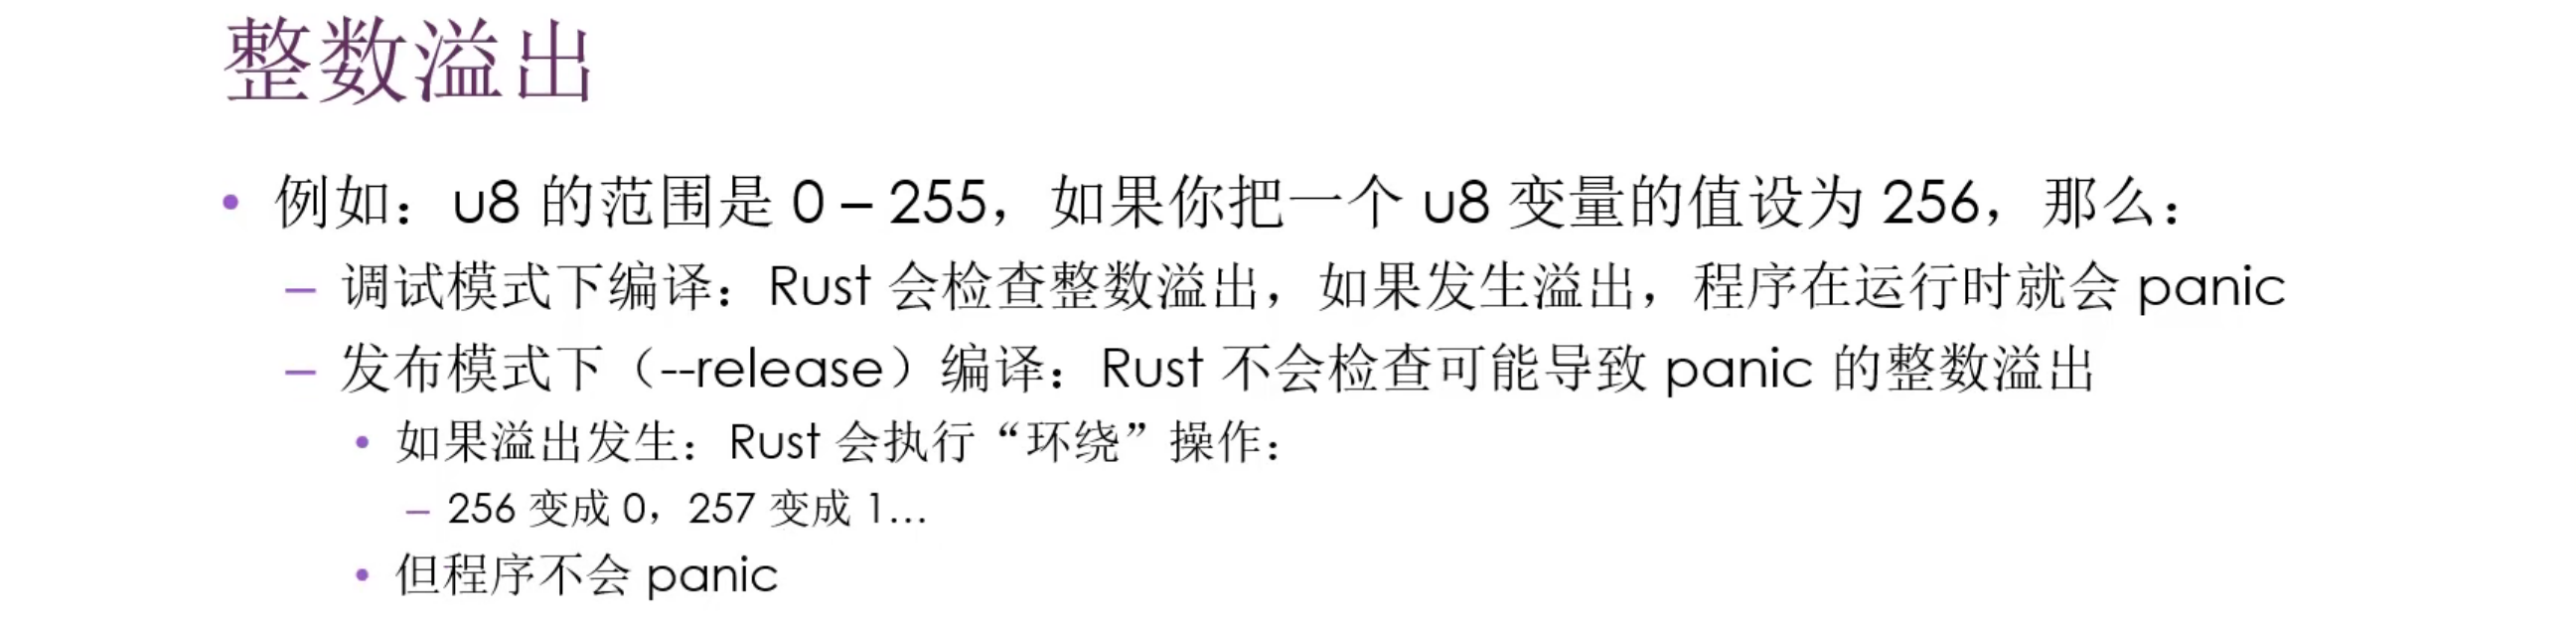 整数溢出
• 例如：u8 的范围是 0 – 255，如果你把一个 u8 变量的值设为 256，那么：
– 调试模式下编译：Rust 会检查整数溢出，如果发生溢出，程序在运行时就会 panic
– 发布模式下（--release）编译：Rust 不会检查可能导致 panic 的整数溢出
• 如果溢出发生：Rust 会执行“环绕”操作：
– 256 变成 0，257 变成 1…
• 但程序不会 panic